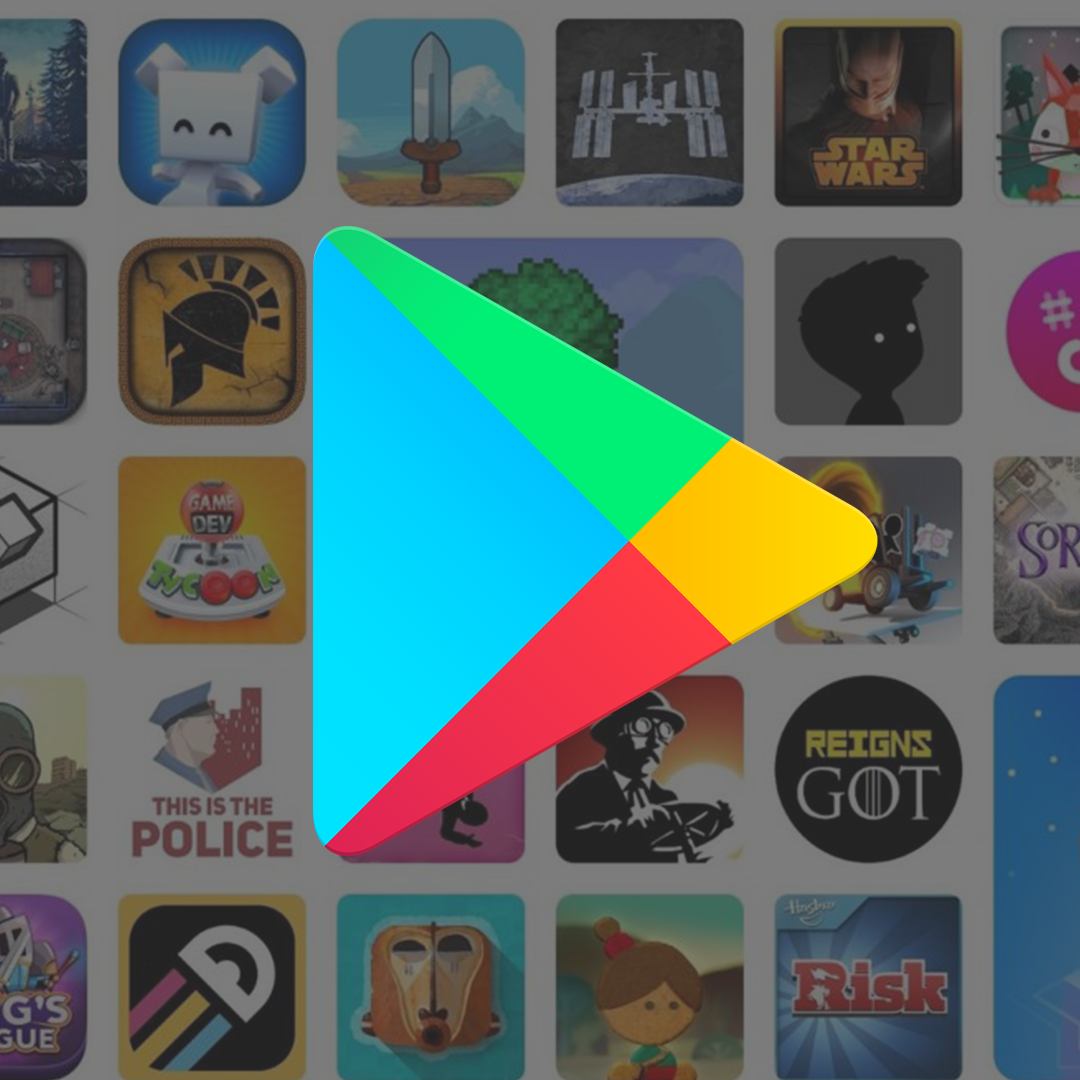 STAR
WARS
#
GAME
DEV
TYCOON
SOR
THIS IS THE
POLICE
REIGNS
GOT
G'S
GUE
Hasbro
RISK